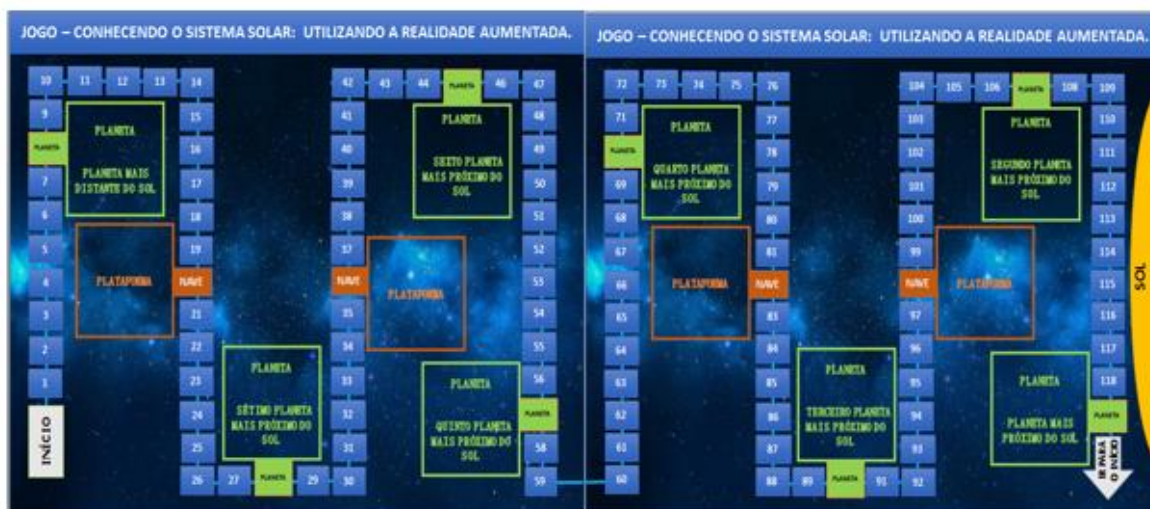 JOGO – CONHECENDO O SISTEMA SOLAR: UTILIZANDO A REALIDADE AUMENTADA.
INÍCIO
1
2
3
4
5
6
7
PLANETA
9
10
11
12
13
14
15
16
17
18
19
NAVE
21
22
23
24
25
26
27
PLANETA
29
30
31
32
33
34
35
NAVE
37
38
39
40
41
42
43
44
PLANETA
46
47
48
49
50
51
52
53
54
55
56
PLANETA
58
59
PLANETA
PLANETA MAIS
DISTANTE DO SOL
PLATAFORMA
PLANETA
SÉTIMO PLANETA
MAIS PRÓXIMO DO
SOL
PLANETA
SEXTO PLANETA
MAIS PRÓXIMO DO
SOL
PLATAFORMA
PLANETA
QUINTO PLANETA
MAIS PRÓXIMO DO
SOL
JOGO – CONHECENDO O SISTEMA SOLAR: UTILIZANDO A REALIDADE AUMENTADA.
60
61
62
63
64
65
66
67
68
69
PLANETA
71
72
73
74
75
76
77
78
79
80
81
NAVE
83
84
85
86
87
88
89
PLANETA
91
92
93
94
95
96
97
NAVE
99
100
101
102
103
104
105
106
PLANETA
108
109
110
111
112
113
114
115
116
117
118
PLANETA
IR PARA
O INÍCIO
PLANETA
QUARTO PLANETA
MAIS PRÓXIMO DO
SOL
PLATAFORMA
PLANETA
TERCEIRO PLANETA
MAIS PRÓXIMO DO
SOL
PLANETA
SEGUNDO PLANETA
MAIS PRÓXIMO DO
SOL
PLATAFORMA
PLANETA
PLANETA MAIS
PRÓXIMO DO SOL
SOL